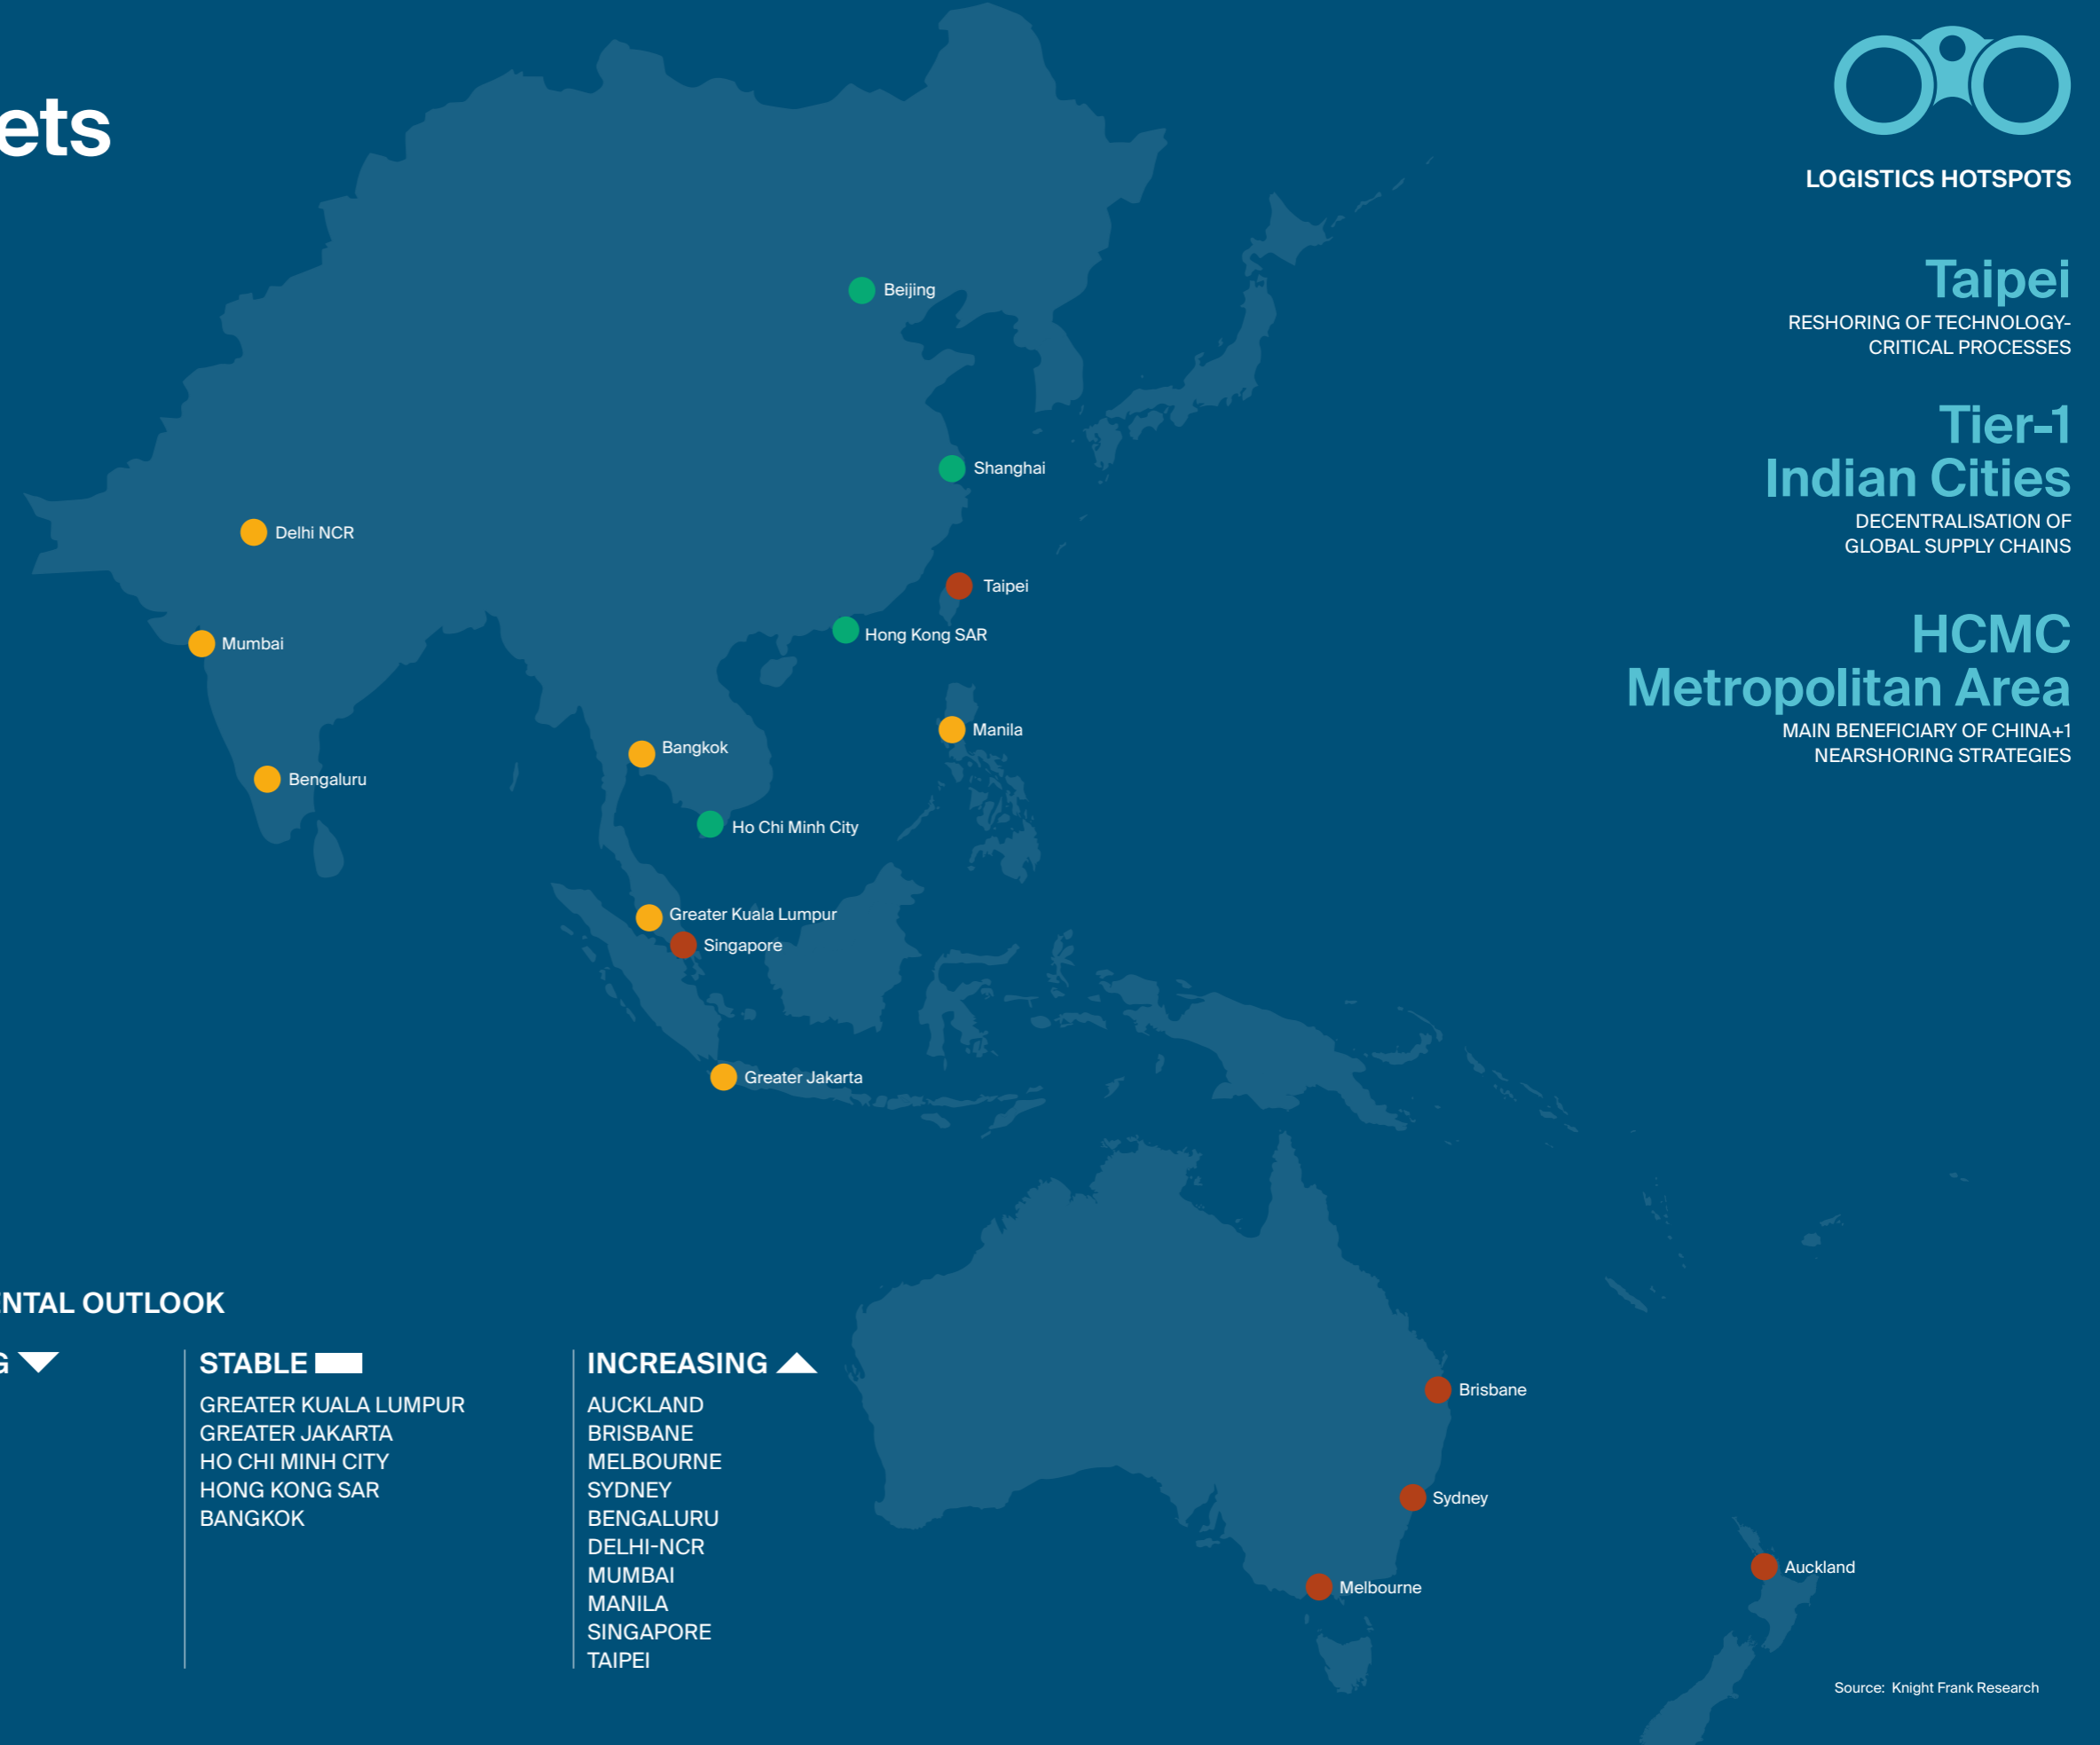 ets
LOGISTICS HOTSPOTS
Taipei
RESHORING OF TECHNOLOGY-
CRITICAL PROCESSES
Tier-1
Indian Cities
DECENTRALISATION OF
GLOBAL SUPPLY CHAINS
HCMC
Metropolitan Area
MAIN BENEFICIARY OF CHINA+1
NEARSHORING STRATEGIES
Beijing
Shanghai
Delhi NCR
Taipei
Hong Kong SAR
Mumbai
Manila
Bangkok
Bengaluru
Ho Chi Minh City
Greater Kuala Lumpur
Singapore
Greater Jakarta
Brisbane
Sydney
Auckland
Melbourne
ENTAL OUTLOOK
G
STABLE
GREATER KUALA LUMPUR
GREATER JAKARTA
HO CHI MINH CITY
HONG KONG SAR
BANGKOK
INCREASING
AUCKLAND
BRISBANE
MELBOURNE
SYDNEY
BENGALURU
DELHI-NCR
MUMBAI
MANILA
SINGAPORE
TAIPEI
Source: Knight Frank Research